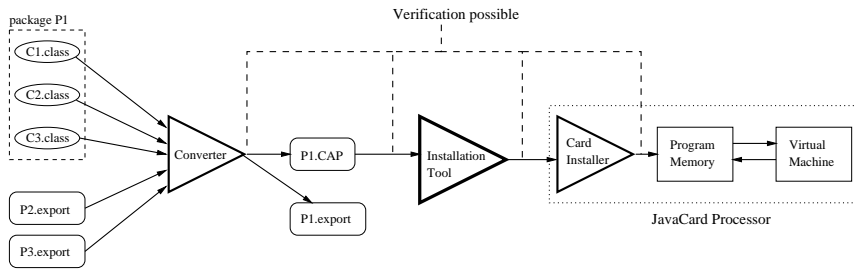 Verification possible
package P1
C1.class
C2.class
C3.class
P2.export
P3.export
Converter
P1.CAP
P1.export
Installation
Tool
Card
Installer
Program
Memory
Virtual
Machine
JavaCard Processor